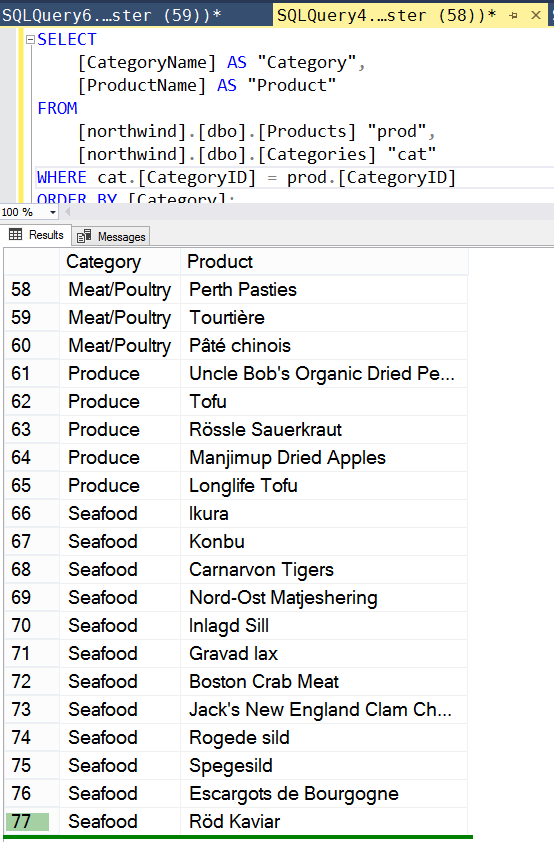 SQLQuery6.…ster (59))* SQLQuery4.…ster (58))*
SELECT
[CategoryName] AS "Category",
[ProductName] AS "Product"
FROM
[northwind].[dbo].[Products] "prod",
[northwind].[dbo].[Categories] "cat"
WHERE cat.[CategoryID] = prod.[CategoryID]
ORDER BY [Category];
100 %
Results Messages
Category Product
58 Meat/Poultry Perth Pasties
59 Meat/Poultry Tourtière
60 Meat/Poultry Pâté chinois
61 Produce Uncle Bob's Organic Dried Pe...
62 Produce Tofu
63 Produce Rössle Sauerkraut
64 Produce Manjimup Dried Apples
65 Produce Longlife Tofu
66 Seafood Ikura
67 Seafood Konbu
68 Seafood Carnarvon Tigers
69 Seafood Nord-Ost Matjeshering
70 Seafood Inlagd Sill
71 Seafood Gravad lax
72 Seafood Boston Crab Meat
73 Seafood Jack's New England Clam Ch...
74 Seafood Rogede sild
75 Seafood Spegesild
76 Seafood Escargots de Bourgogne
77 Seafood Röd Kaviar